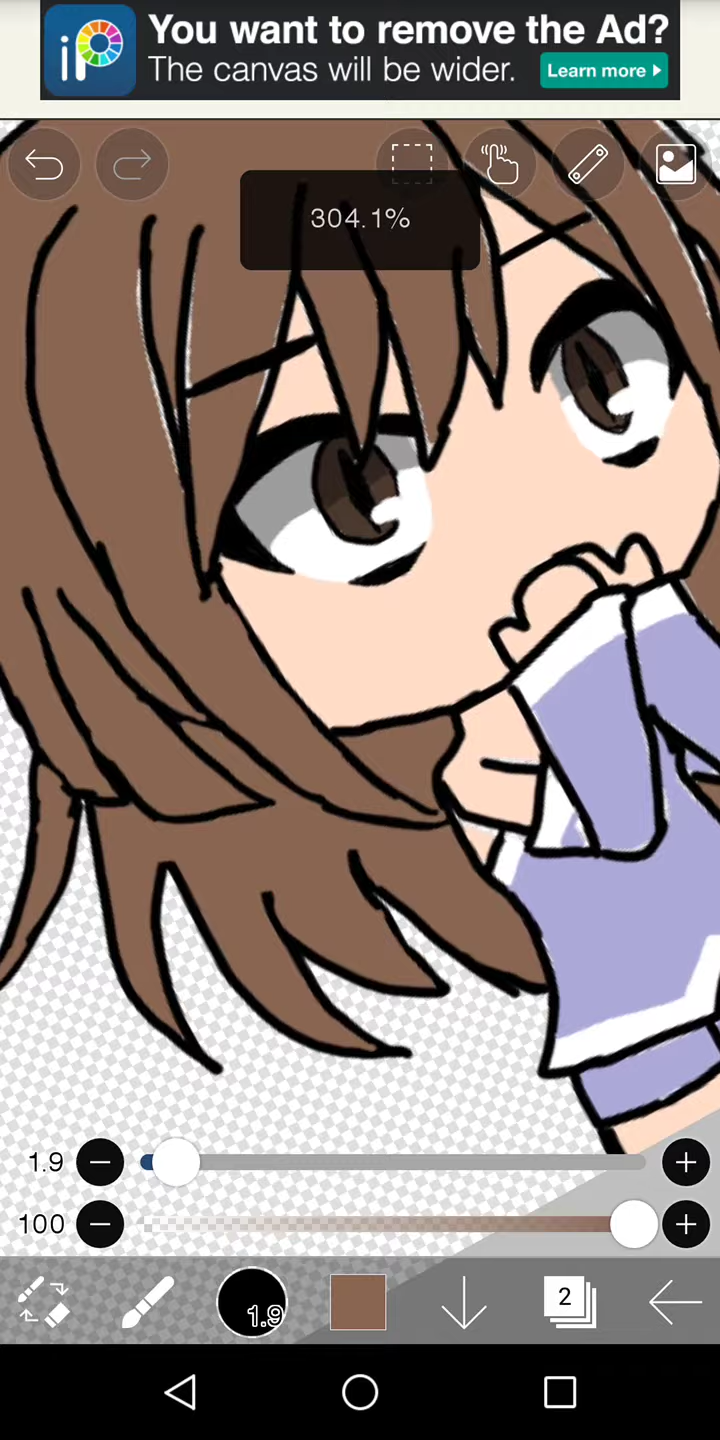 iP
You want to remove the Ad?
The canvas will be wider.
Learn more
304.1%
1.9
100
1.9
2